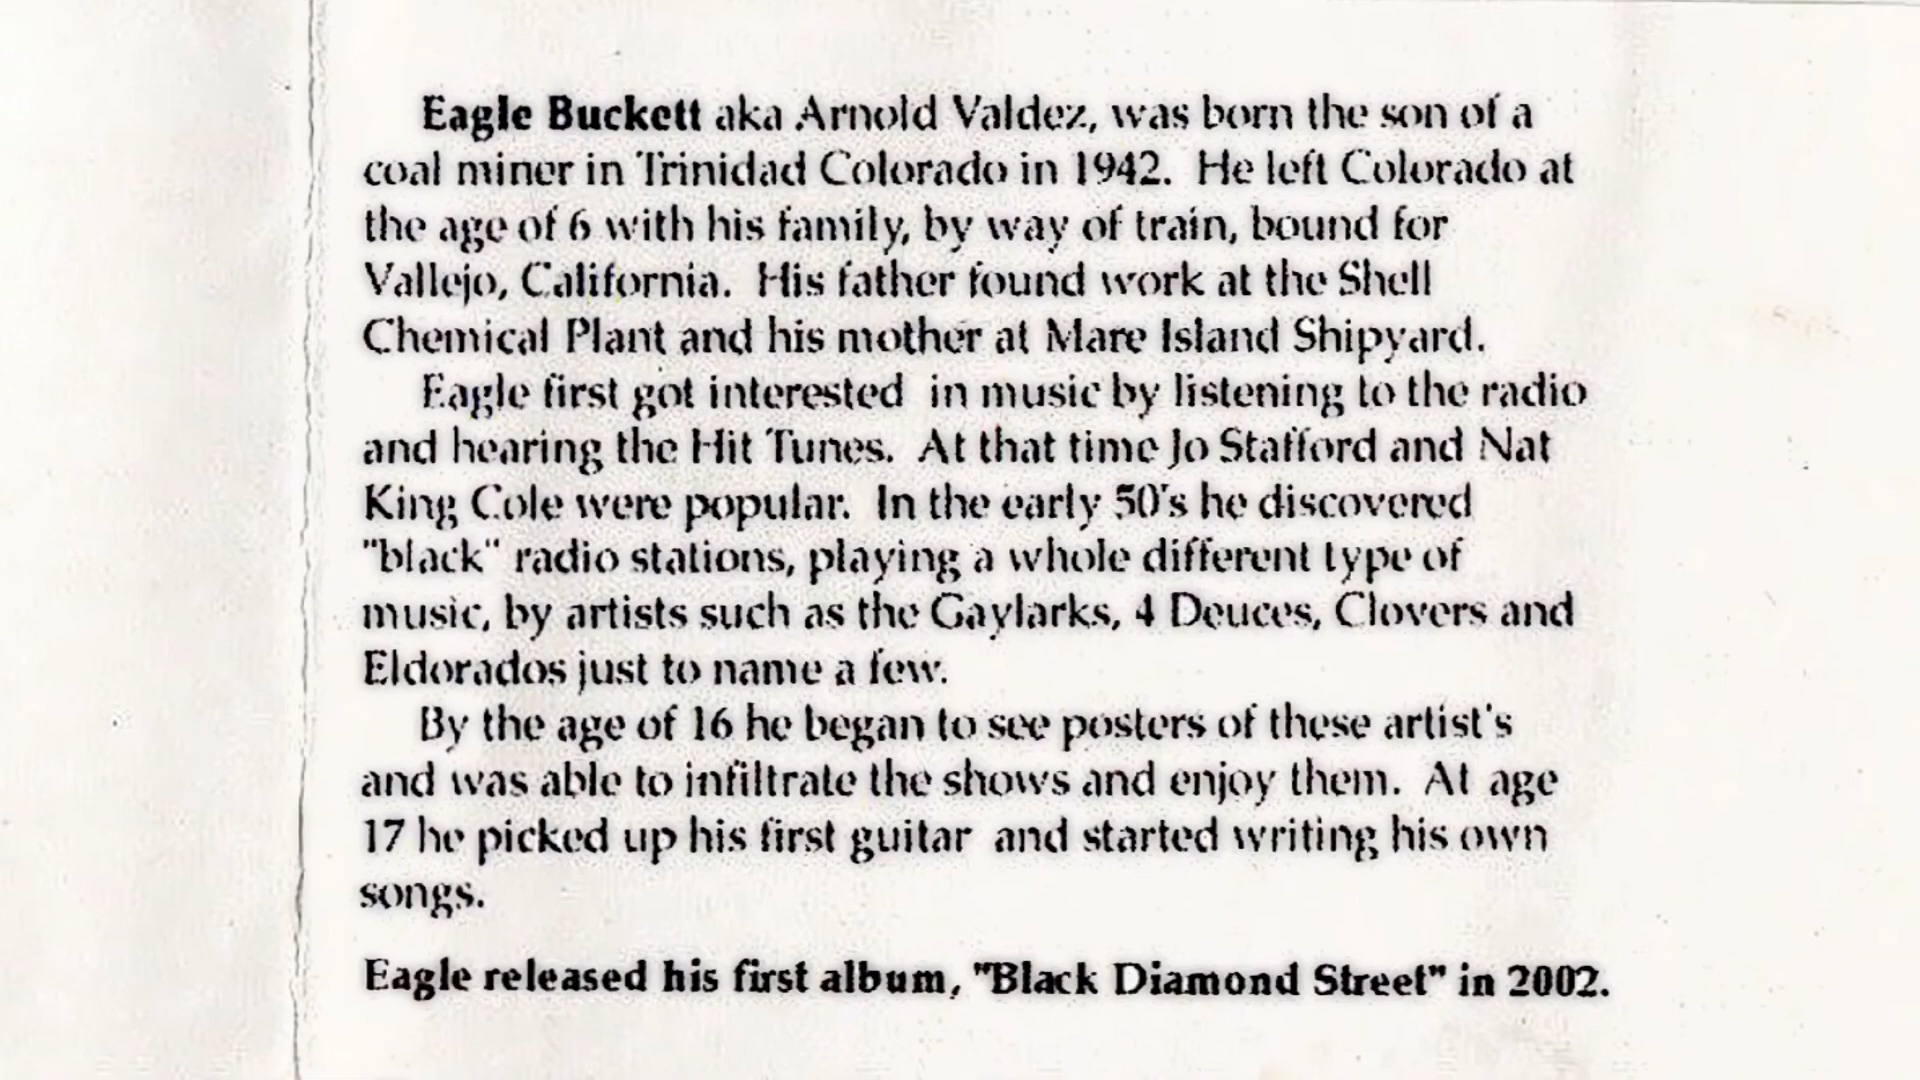 Eagle Buckett aka Arnold Valdez, was born the son of a
coal miner in Trinidad Colorado in 1942. He left Colorado at
the age of 6 with his family, by way of train, bound for
Vallejo, California. His father found work at the Shell
Chemical Plant and his mother at Mare Island Shipyard.
Eagle first got interested in music by listening to the radio
and hearing the Hit Tunes. At that time Jo Stafford and Nat
King Cole were popular. In the early 50's he discovered
"black" radio stations, playing a whole different type of
music, by artists such as the Gaylarks, 4 Deuces, Clovers and
Eldorados just to name a few.
By the age of 16 he began to see posters of these artist's
and was able to infiltrate the shows and enjoy them. At age
17 he picked up his first guitar and started writing his own
songs.
Eagle released his first album, "Black Diamond Street" in 2002.